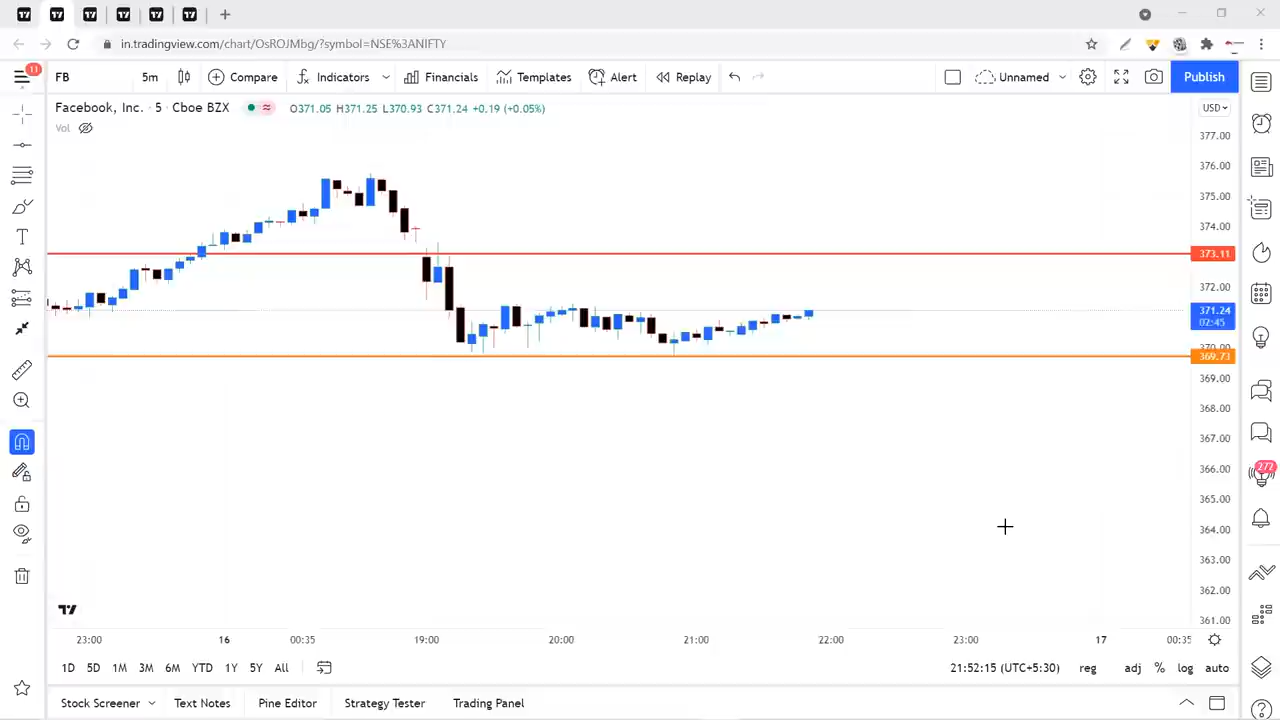 in.tradingview.com/chart/OsROJMbg/?symbol=NSE%3ANIFTY
11
FB
5m
Compare
Indicators
Financials
Templates
Alert
Replay
Unnamed
Publish
Facebook, Inc. · 5 · Cboe BZX
O371.05 H371.25 L370.93 C371.24 +0.19 (+0.05%)
USD
Vol
377.00
376.00
375.00
374.00
373.11
372.00
371.24
02:45
370.00
369.73
369.00
368.00
367.00
366.00
272
365.00
364.00
363.00
362.00
361.00
23:00 16 00:35 19:00 20:00 21:00 22:00 23:00 17 00:35
1D 5D 1M 3M 6M YTD 1Y 5Y All
21:52:15 (UTC+5:30) reg adj % log auto
Stock Screener Text Notes Pine Editor Strategy Tester Trading Panel